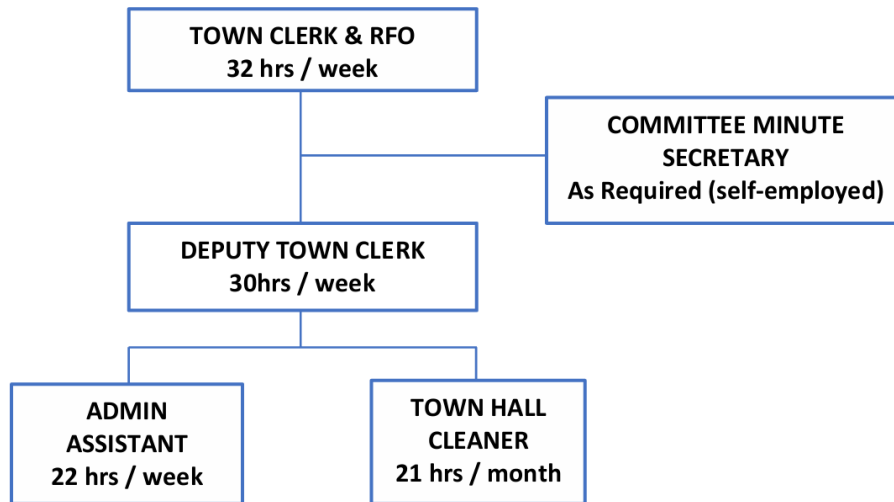 TOWN CLERK & RFO
32 hrs / week
COMMITTEE MINUTE
SECRETARY
As Required (self-employed)
DEPUTY TOWN CLERK
30hrs / week
ADMIN
ASSISTANT
22 hrs / week
TOWN HALL
CLEANER
21 hrs / month